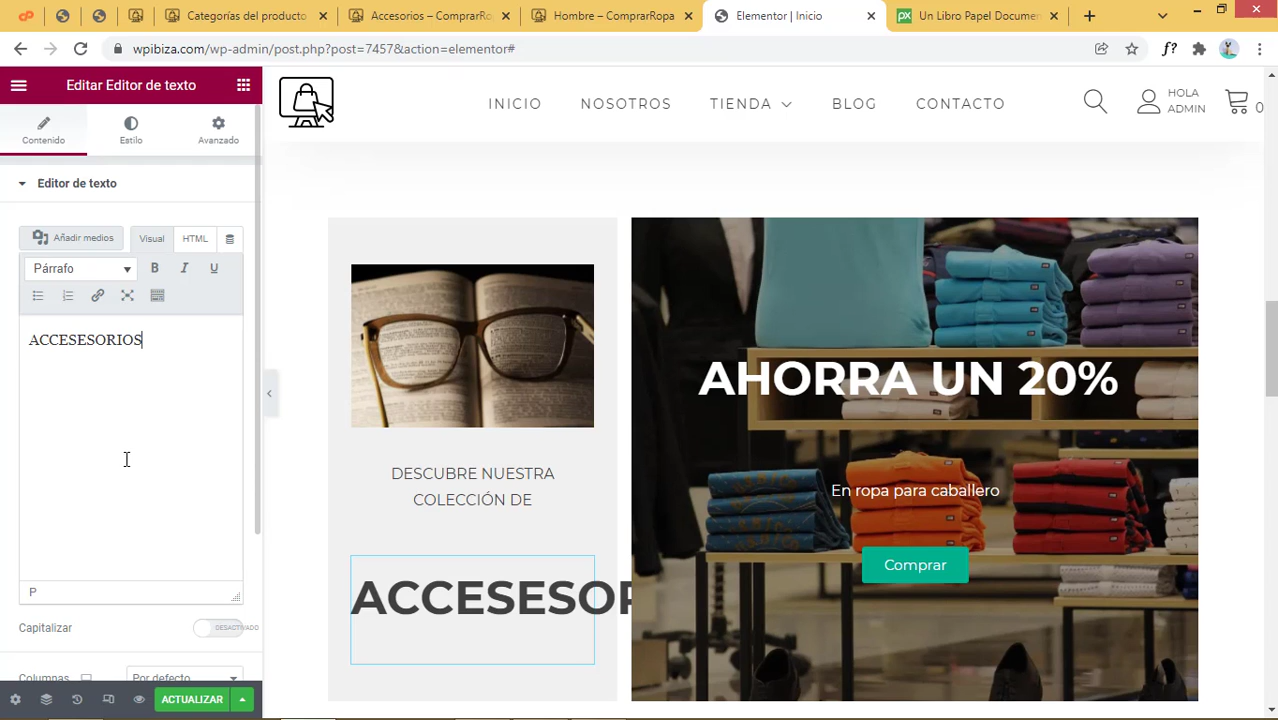 Categorías del producto
Accesorios – ComprarRo
Hombre – ComprarRopa
Elementor | Inicio
Un Libro Papel Documen
wpibiza.com/wp-admin/post.php?post=7457&action=elementor#
f?
Editar Editor de texto
INICIO NOSOTROS TIENDA BLOG CONTACTO
HOLA
ADMIN
0
Contenido Estilo Avanzado
Editor de texto
Añadir medios Visual HTML
Párrafo B I U
ACCESESORIOS
P
Capitalizar DESACTIVADO
Columnas Por defecto
ACTUALIZAR
DESCUBRE NUESTRA
COLECCIÓN DE
ACCESESOR
AHORRA UN 20%
En ropa para caballero
Comprar